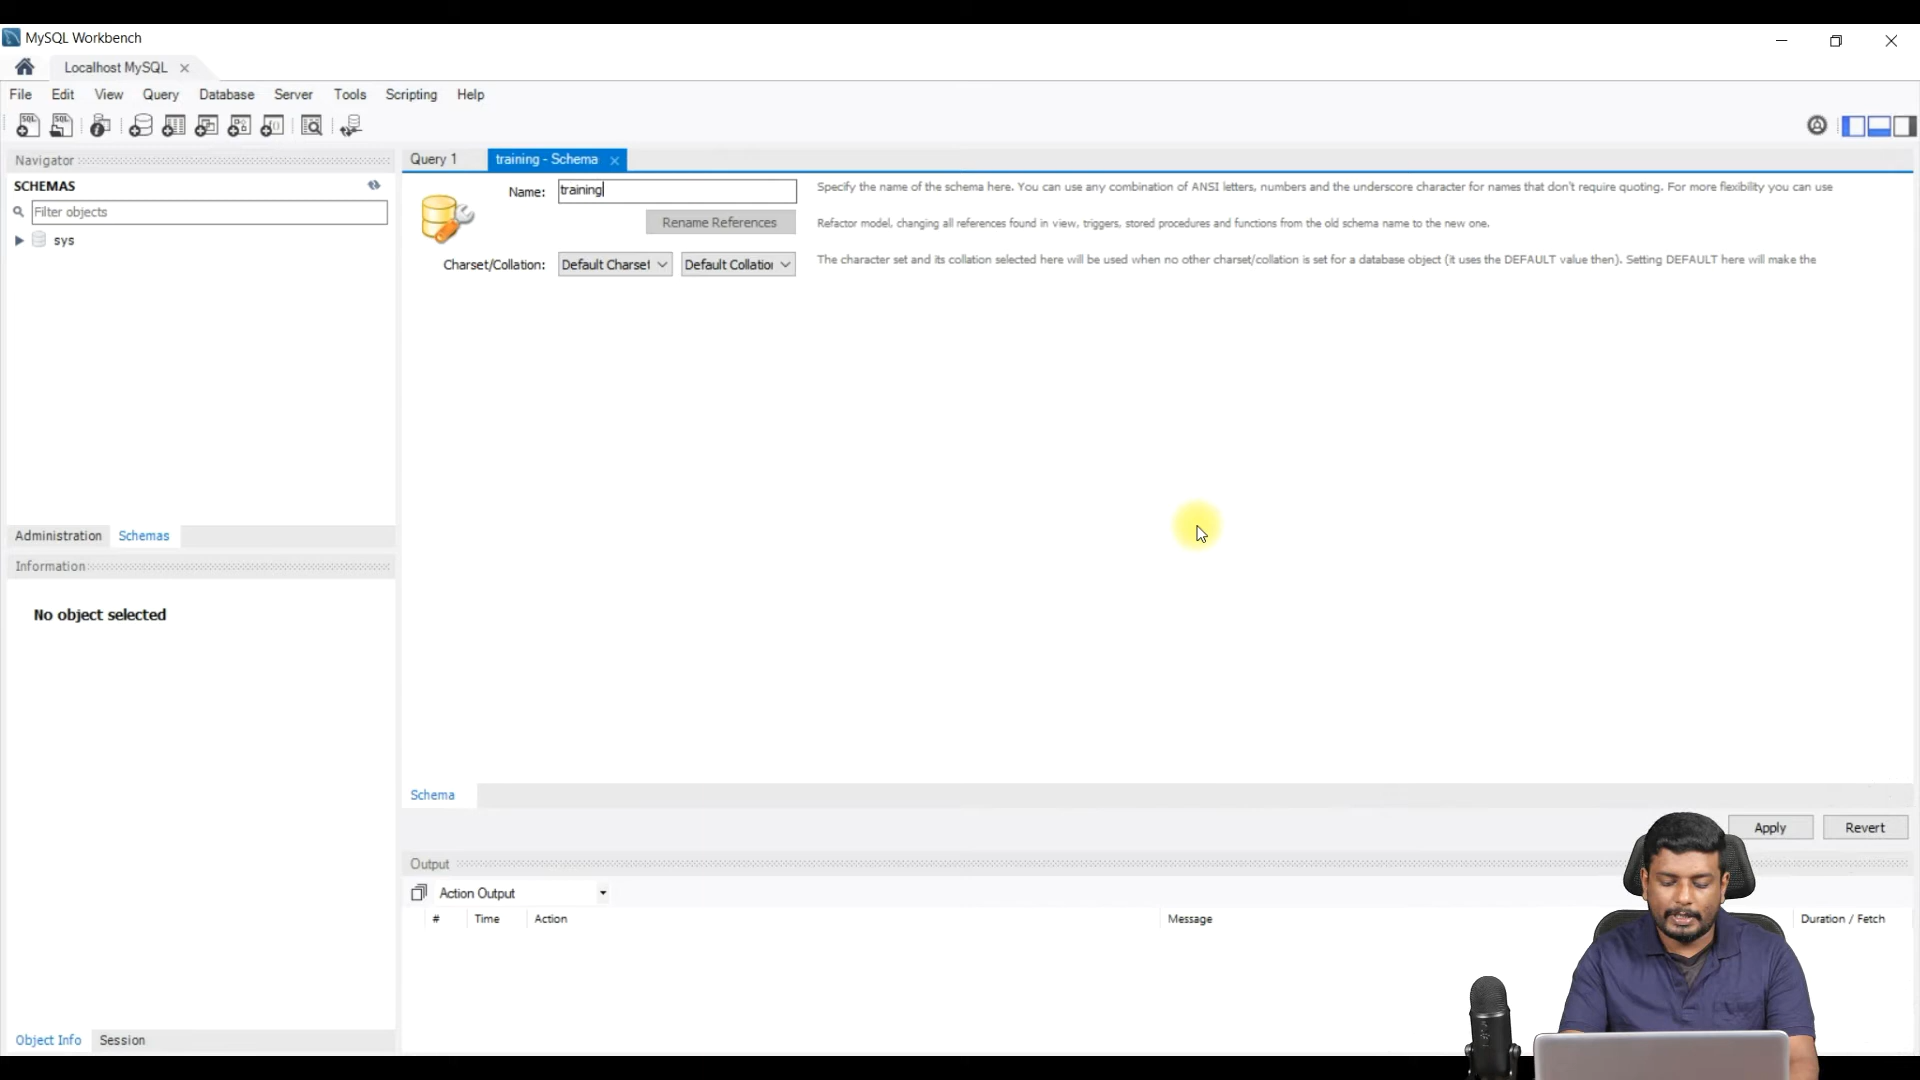 MySQL Workbench
Localhost MySQL
File Edit View Query Database Server Tools Scripting Help
Navigator
SCHEMAS
Filter objects
sys
Administration Schemas
Information
No object selected
Object Info Session
Query 1 training - Schema
Name: training
Specify the name of the schema here. You can use any combination of ANSI letters, numbers and the underscore character for names that don't require quoting. For more flexibility you can use
Rename References
Refactor model, changing all references found in view, triggers, stored procedures and functions from the old schema name to the new one.
Charset/Collation: Default Charset Default Collation
The character set and its collation selected here will be used when no other charset/collation is set for a database object (it uses the DEFAULT value then). Setting DEFAULT here will make the
Schema
Apply Revert
Output
Action Output
# Time Action Message Duration / Fetch